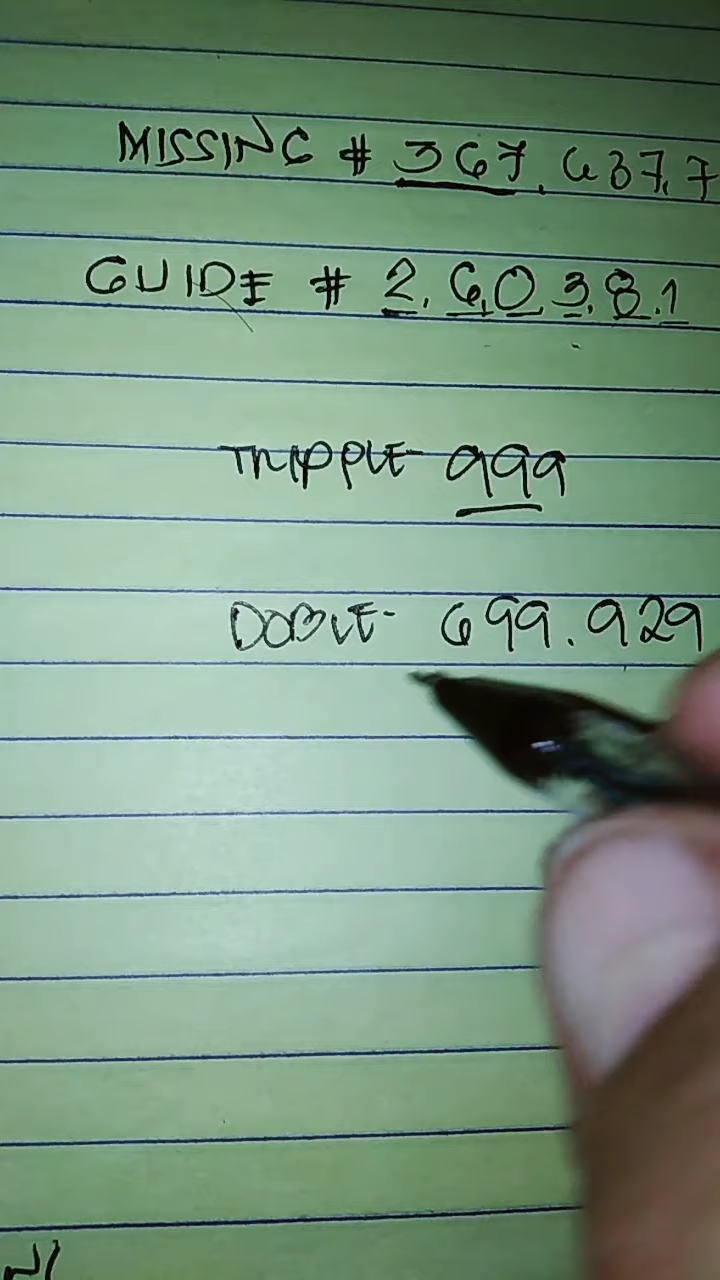 MISSING # 367. 637. 7
GUIDE # 2. 6. 0. 3. 8. 1
TRIPPLE- 999
DOBLE- 699. 929